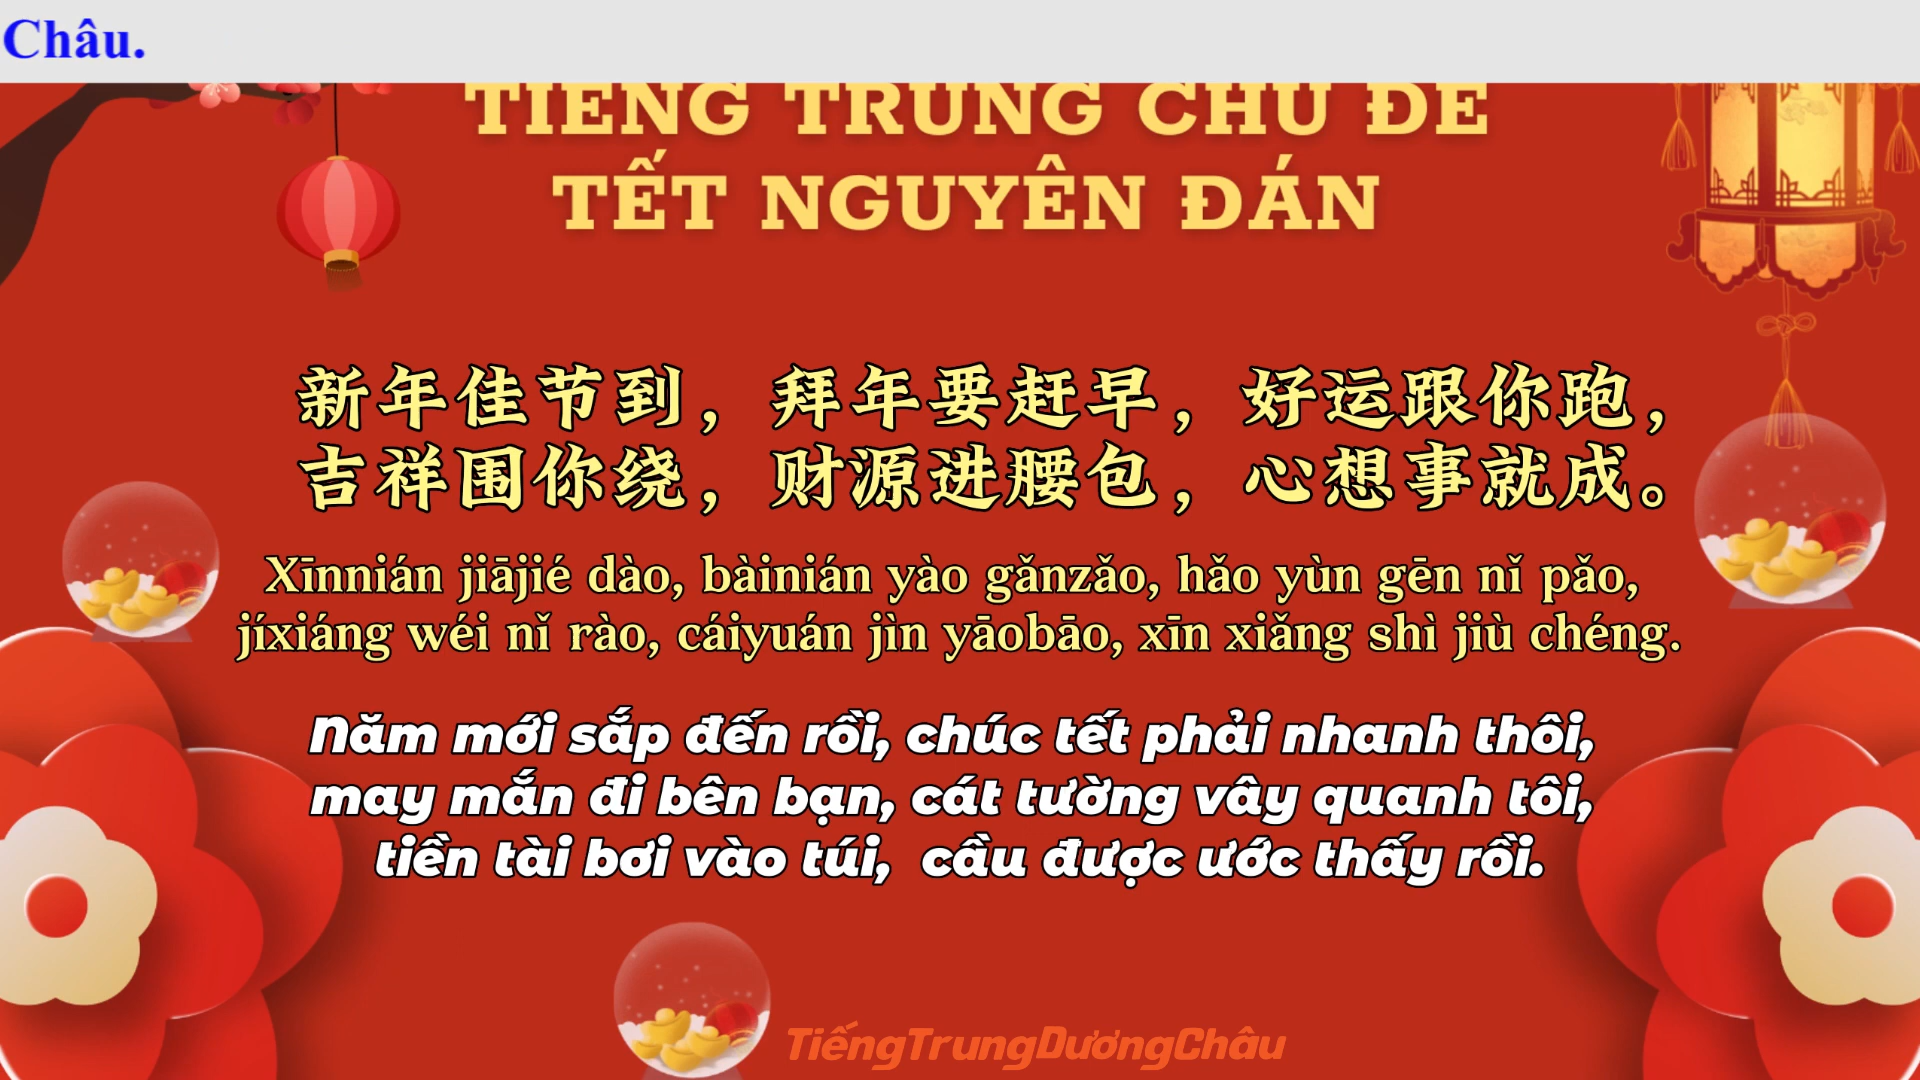 Châu.
TIẾNG TRUNG CHỦ ĐỀ
TẾT NGUYÊN ĐÁN
新年佳节到，拜年要赶早，好运跟你跑，
吉祥围你绕，财源进腰包，心想事就成。
Xīnnián jiājié dào, bàinián yào gǎnzǎo, hǎo yùn gēn nǐ pǎo,
jíxiáng wéi nǐ rào, cáiyuán jìn yāobāo, xīn xiǎng shì jiù chéng.
Năm mới sắp đến rồi, chúc tết phải nhanh thôi,
may mắn đi bên bạn, cát tường vây quanh tôi,
tiền tài bơi vào túi, cầu được ước thấy rồi.
TiếngTrungDươngChâu